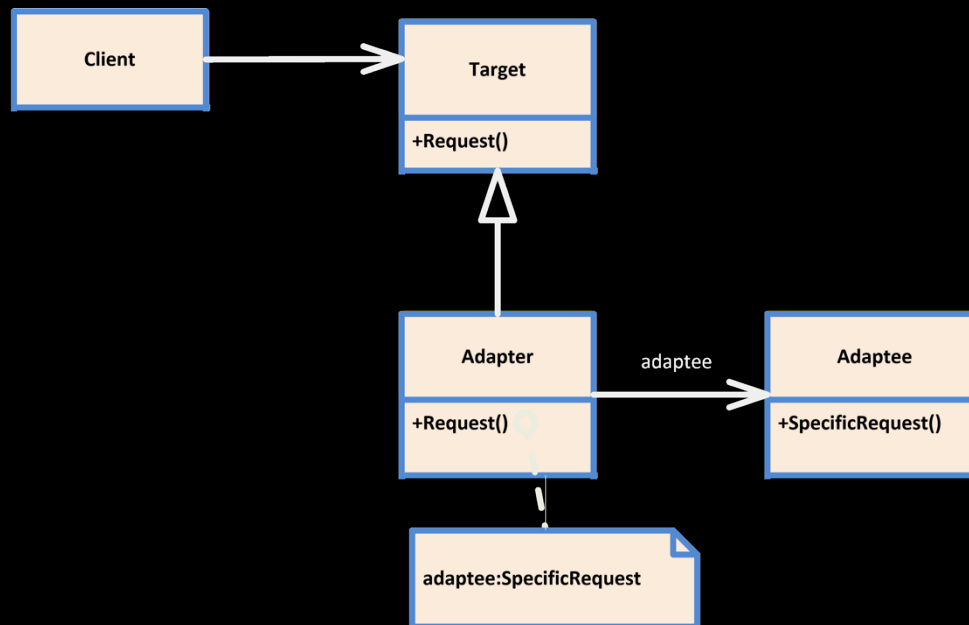 Client
Target
+Request()
Adapter
adaptee
Adaptee
+Request()
+SpecificRequest()
adaptee:SpecificRequest